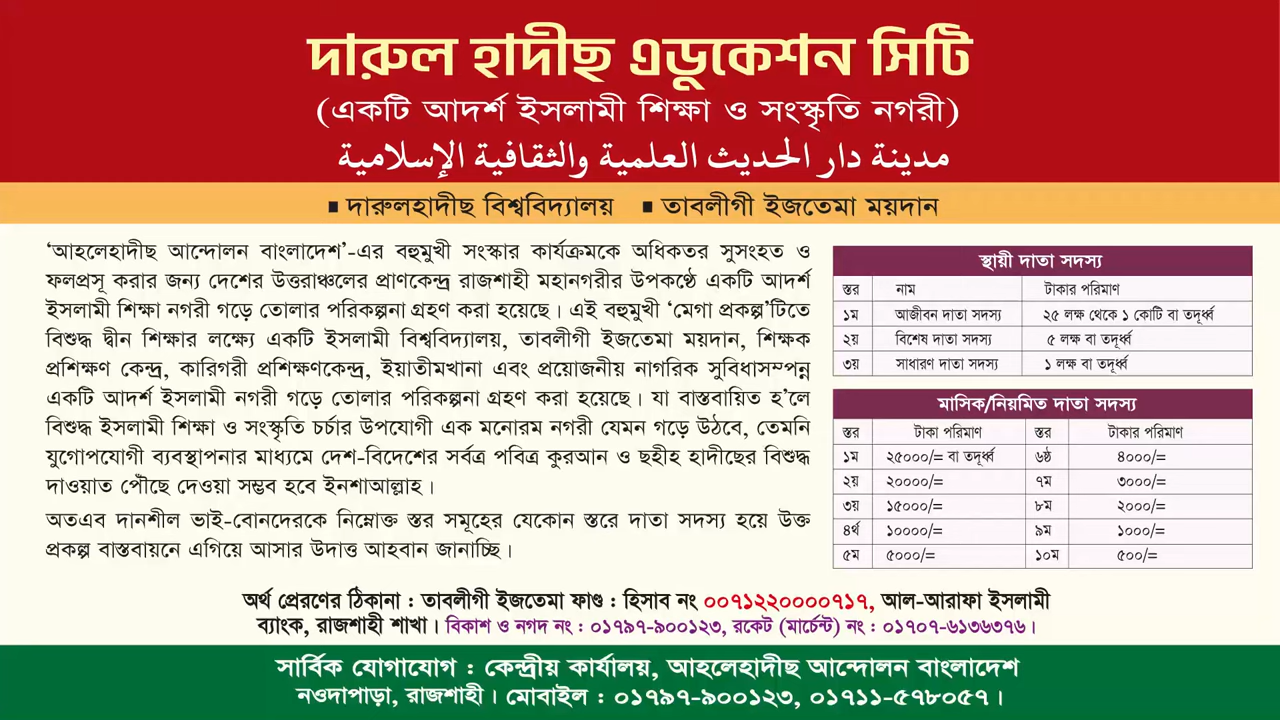 দারুল হাদীছ এডুকেশন সিটি
(একটি আদর্শ ইসলামী শিক্ষা ও সংস্কৃতি নগরী)
مدينة دار الحديث العلمية والثقافية الإسلامية
▪ দারুলহাদীছ বিশ্ববিদ্যালয় ▪ তাবলীগী ইজতেমা ময়দান
‘আহলেহাদীছ আন্দোলন বাংলাদেশ’-এর বহুমুখী সংস্কার কার্যক্রমকে অধিকতর সুসংহত ও
ফলপ্রসূ করার জন্য দেশের উত্তরাঞ্চলের প্রাণকেন্দ্র রাজশাহী মহানগরীর উপকণ্ঠে একটি আদর্শ
ইসলামী শিক্ষা নগরী গড়ে তোলার পরিকল্পনা গ্রহণ করা হয়েছে। এই বহুমুখী ‘মেগা প্রকল্প’টিতে
বিশুদ্ধ দ্বীন শিক্ষার লক্ষ্যে একটি ইসলামী বিশ্ববিদ্যালয়, তাবলীগী ইজতেমা ময়দান, শিক্ষক
প্রশিক্ষণ কেন্দ্র, কারিগরী প্রশিক্ষণকেন্দ্র, ইয়াতীমখানা এবং প্রয়োজনীয় নাগরিক সুবিধাসম্পন্ন
একটি আদর্শ ইসলামী নগরী গড়ে তোলার পরিকল্পনা গ্রহণ করা হয়েছে। যা বাস্তবায়িত হ’লে
বিশুদ্ধ ইসলামী শিক্ষা ও সংস্কৃতি চর্চার উপযোগী এক মনোরম নগরী যেমন গড়ে উঠবে, তেমনি
যুগোপযোগী ব্যবস্থাপনার মাধ্যমে দেশ-বিদেশের সর্বত্র পবিত্র কুরআন ও ছহীহ হাদীছের বিশুদ্ধ
দাওয়াত পৌঁছে দেওয়া সম্ভব হবে ইনশাআল্লাহ।
অতএব দানশীল ভাই-বোনদেরকে নিম্নোক্ত স্তর সমূহের যেকোন স্তরে দাতা সদস্য হয়ে উক্ত
প্রকল্প বাস্তবায়নে এগিয়ে আসার উদাত্ত আহবান জানাচ্ছি।
স্থায়ী দাতা সদস্য
স্তর নাম টাকার পরিমাণ
১ম আজীবন দাতা সদস্য ২৫ লক্ষ থেকে ১ কোটি বা তদূর্ধ্ব
২য় বিশেষ দাতা সদস্য ৫ লক্ষ বা তদূর্ধ্ব
৩য় সাধারণ দাতা সদস্য ১ লক্ষ বা তদূর্ধ্ব
মাসিক/নিয়মিত দাতা সদস্য
স্তর টাকা পরিমাণ স্তর টাকার পরিমাণ
১ম ২৫০০০/= বা তদূর্ধ্ব ৬ষ্ঠ ৪০০০/=
২য় ২০০০০/= ৭ম ৩০০০/=
৩য় ১৫০০০/= ৮ম ২০০০/=
৪র্থ ১০০০০/= ৯ম ১০০০/=
৫ম ৫০০০/= ১০ম ৫০০/=
অর্থ প্রেরণের ঠিকানা : তাবলীগী ইজতেমা ফাণ্ড : হিসাব নং ০০৭১২২০০০০৭১৭, আল-আরাফা ইসলামী
ব্যাংক, রাজশাহী শাখা। বিকাশ ও নগদ নং : ০১৭৯৭-৯০০১২৩, রকেট (মার্চেন্ট) নং : ০১৭০৭-৬১৩৬৩৭৬।
সার্বিক যোগাযোগ : কেন্দ্রীয় কার্যালয়, আহলেহাদীছ আন্দোলন বাংলাদেশ
নওদাপাড়া, রাজশাহী। মোবাইল : ০১৭৯৭-৯০০১২৩, ০১৭১১-৫৭৮০৫৭।